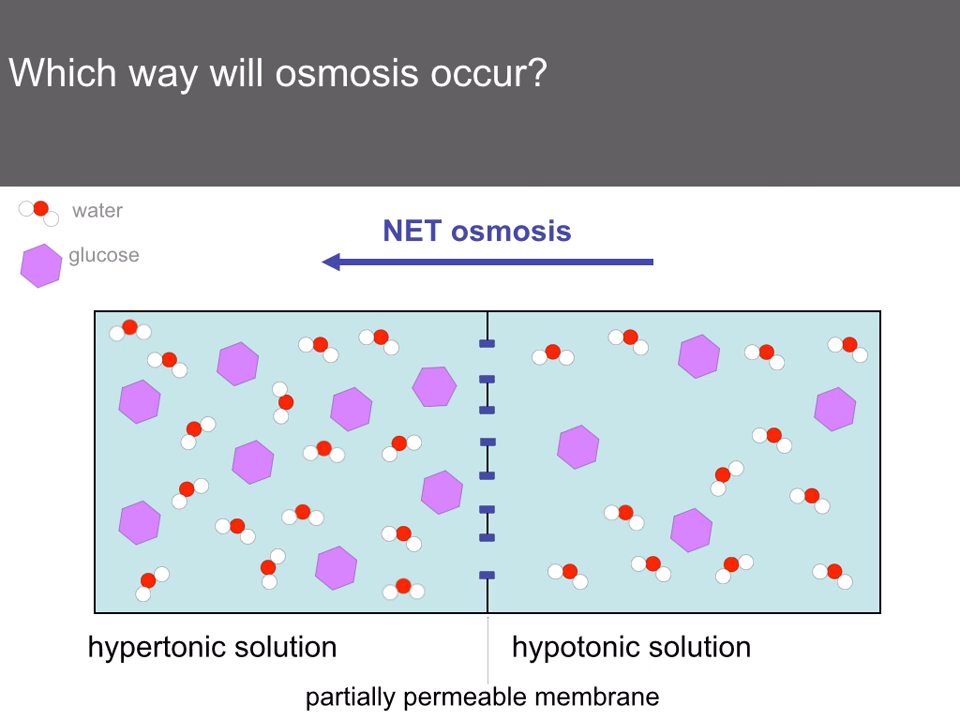 Which way will osmosis occur?
water
glucose
NET osmosis
hypertonic solution
hypotonic solution
partially permeable membrane